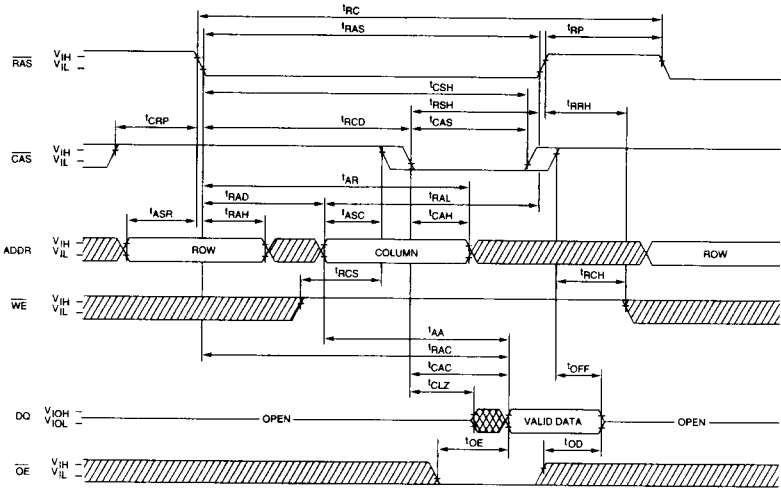 tRC
tRAS
tRP
RAS
VIH
VIL
tCSH
tRSH
tRRH
tCRP
tRCD
tCAS
CAS
VIH
VIL
tAR
tRAD
tRAL
tASR
tRAH
tASC
tCAH
ADDR
VIH
VIL
ROW
COLUMN
ROW
tRCS
tRCH
WE
VIH
VIL
tAA
tRAC
tCAC
tOFF
tCLZ
DQ
VIOH
VIOL
OPEN
VALID DATA
OPEN
tOE
tOD
OE
VIH
VIL